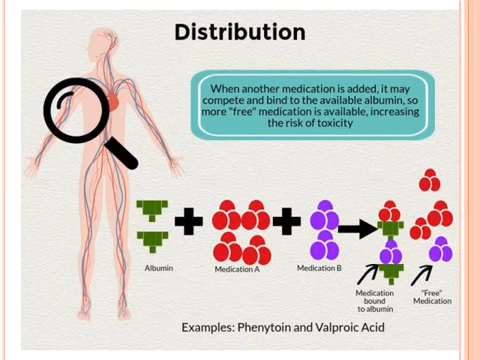 Distribution
When another medication is added, it may
compete and bind to the available albumin, so
more "free" medication is available, increasing
the risk of toxicity
Albumin
Medication A
Medication B
Medication
bound
to albumin
"Free"
Medication
Examples: Phenytoin and Valproic Acid